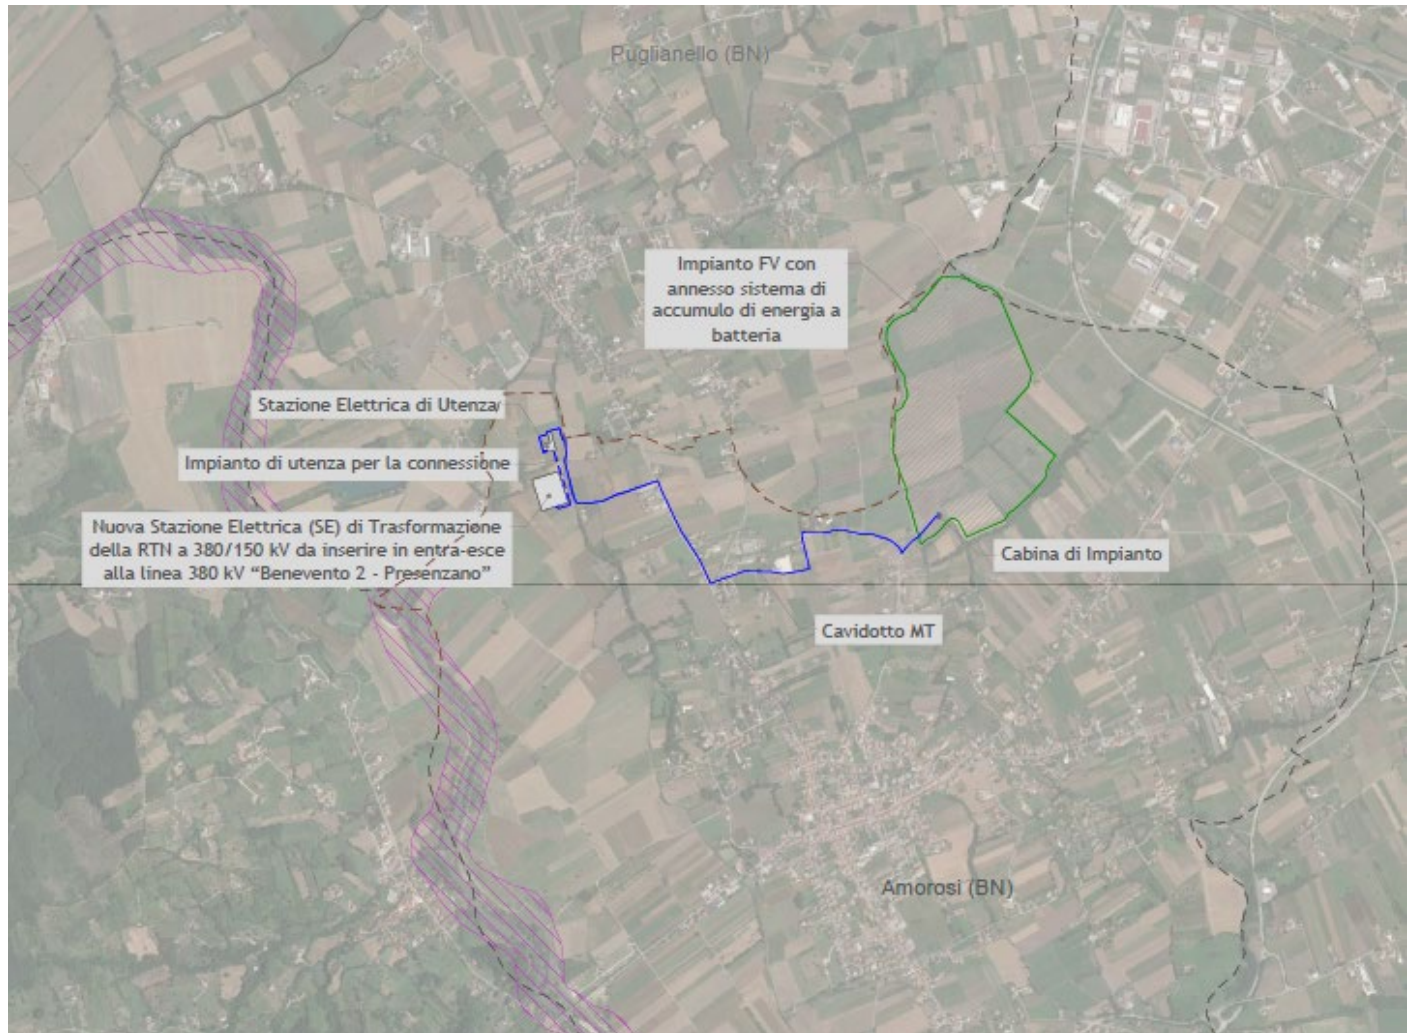 Puglianello (BN)
Impianto FV con
annesso sistema di
accumulo di energia a
batteria
Stazione Elettrica di Utenza
Impianto di utenza per la connessione
Nuova Stazione Elettrica (SE) di Trasformazione
della RTN a 380/150 kV da inserire in entra-esce
alla linea 380 kV “Benevento 2 - Presenzano”
Cabina di Impianto
Cavidotto MT
Amorosi (BN)